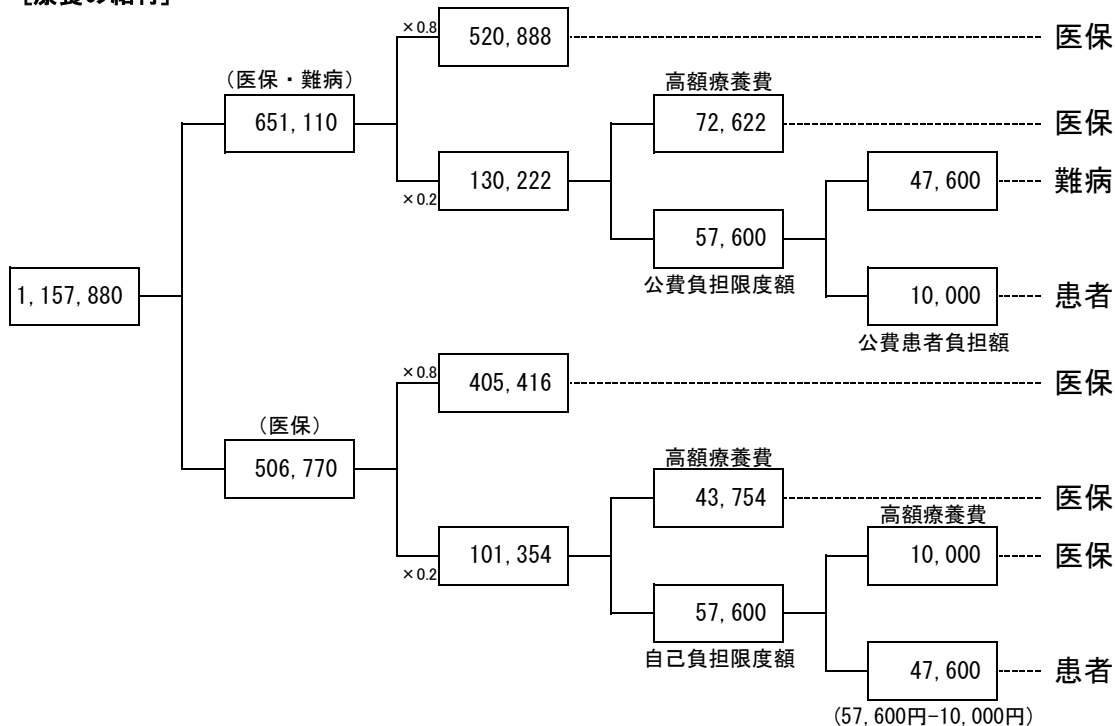 [療養の給付]
×0.8 520,888 医保
(医保・難病)
651,110
高額療養費
72,622 医保
×0.2 130,222
47,600 難病
57,600
公費負担限度額
1,157,880
10,000 患者
公費患者負担額
×0.8 405,416 医保
(医保)
506,770
高額療養費
43,754 医保
高額療養費
×0.2 101,354
10,000 医保
57,600
自己負担限度額
47,600 患者
(57,600円-10,000円)